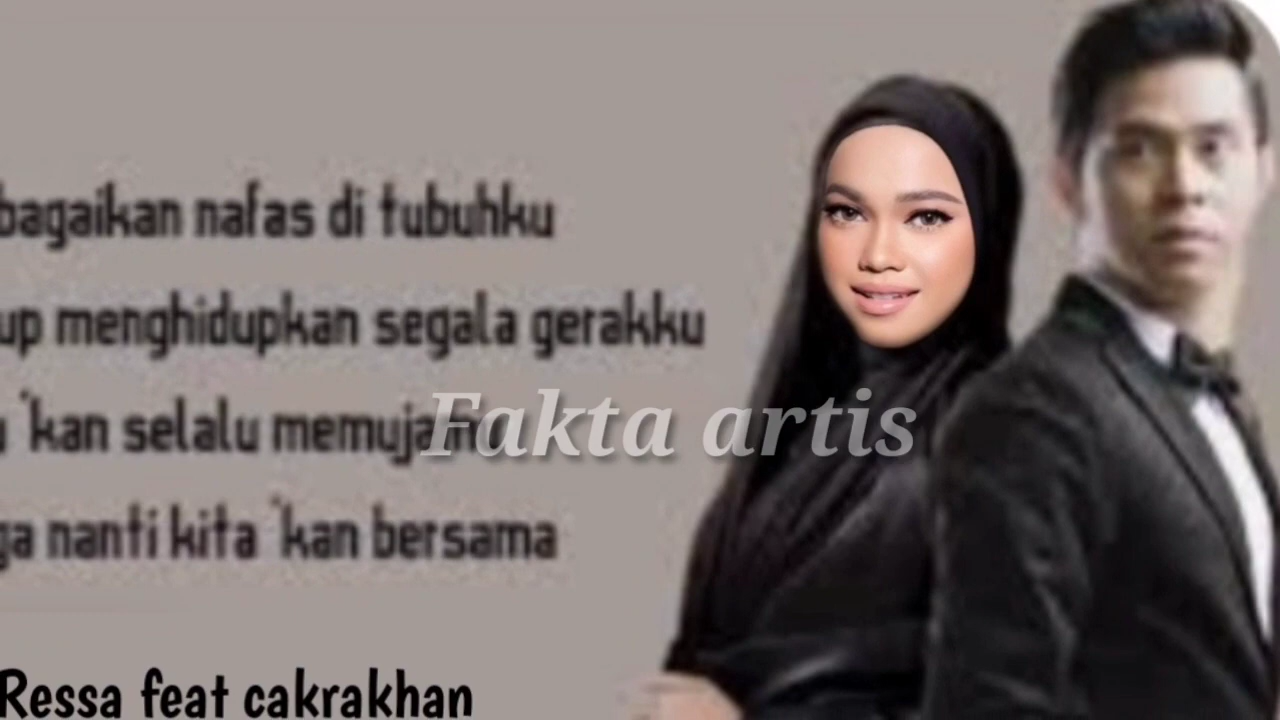 bagaikan nafas di tubuhku
up menghidupkan segala gerakku
'kan selalu memujamu
ga nanti kita 'kan bersama
Fakta artis
Ressa feat cakrakhan